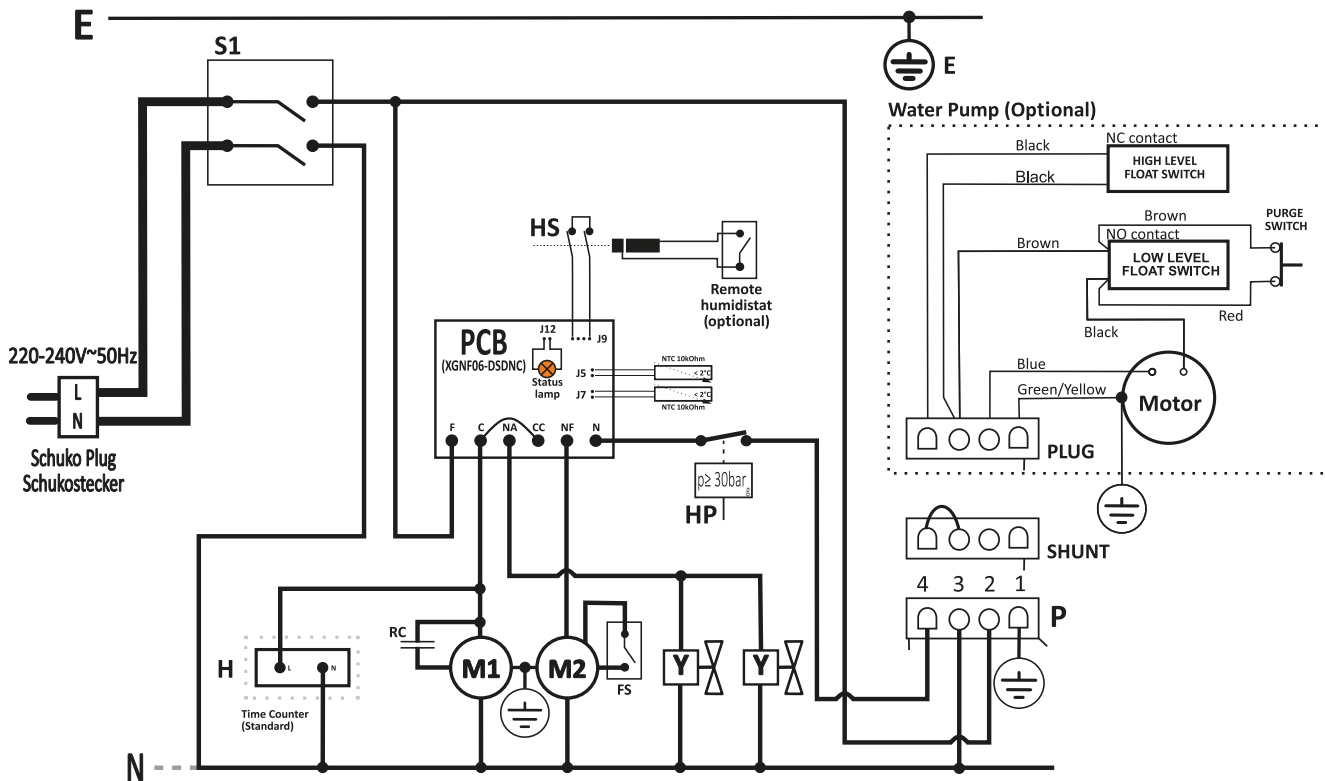 E
S1
E
Water Pump (Optional)
NC contact
Black
HIGH LEVEL
FLOAT SWITCH
Black
Brown
PURGE
SWITCH
NO contact
Brown
LOW LEVEL
FLOAT SWITCH
Red
Black
Blue
Green/Yellow
Motor
PLUG
HS
Remote
humidistat
(optional)
PCB
(XGNF06-DSDNC)
J12
J9
Status
lamp
J5
J7
NTC 10kOhm
< 2°C
< 2°C
NTC 10kOhm
F
C
NA
CC
NF
N
220-240V~50Hz
L
N
Schuko Plug
Schukostecker
p≥ 30bar
HP
SHUNT
4
3
2
1
P
RC
H
L
N
Time Counter
(Standard)
M1
M2
FS
Y
Y
N